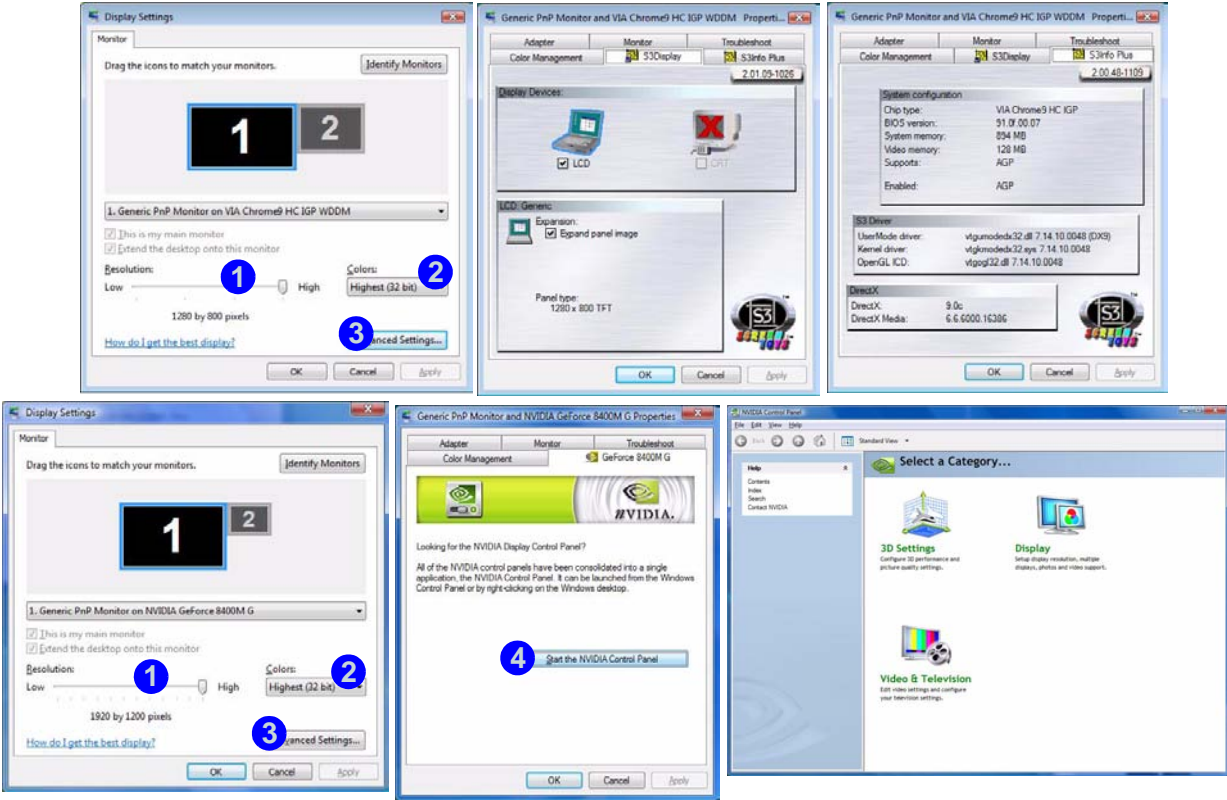 Display Settings
Monitor
Drag the icons to match your monitors.
Identify Monitors
1
2
1. Generic PnP Monitor on VIA Chrome9 HC IGP WDDM
This is my main monitor
Extend the desktop onto this monitor
Resolution:
Colors:
1
2
Low
High
Highest (32 bit)
1280 by 800 pixels
3
anced Settings...
How do I get the best display?
OK
Cancel
Apply
Generic PnP Monitor and VIA Chrome9 HC IGP WDDM Properti...
Adapter
Monitor
Troubleshoot
Color Management
S3Display
S3Info Plus
2.01.09-1026
Display Devices:
LCD
CRT
LCD: Generic
Expansion:
Expand panel image
Panel type:
1280 x 800 TFT
S3
GRAPHICS
OK
Cancel
Apply
Generic PnP Monitor and VIA Chrome9 HC IGP WDDM Properti...
Adapter
Monitor
Troubleshoot
Color Management
S3Display
S3Info Plus
2.00.48-1109
System configuration
Chip type: VIA Chrome9 HC IGP
BIOS version: 91.0f.00.07
System memory: 894 MB
Video memory: 128 MB
Supports: AGP
Enabled: AGP
S3 Driver
UserMode driver: vtgumodedx32.dll 7.14.10.0048 (DX9)
Kernel driver: vtgkmodedx32.sys 7.14.10.0048
OpenGL ICD: vtgogl32.dll 7.14.10.0048
DirectX
DirectX: 9.0c
DirectX Media: 6.6.6000.16386
S3
GRAPHICS
OK
Cancel
Apply
Display Settings
Monitor
Drag the icons to match your monitors.
Identify Monitors
1
2
1. Generic PnP Monitor on NVIDIA GeForce 8400M G
This is my main monitor
Extend the desktop onto this monitor
Resolution:
Colors:
1
2
Low
High
Highest (32 bit)
1920 by 1200 pixels
3
vanced Settings...
How do I get the best display?
OK
Cancel
Apply
Generic PnP Monitor and NVIDIA GeForce 8400M G Properties
Adapter
Monitor
Troubleshoot
Color Management
GeForce 8400M G
NVIDIA.
Looking for the NVIDIA Display Control Panel?
All of the NVIDIA control panels have been consolidated into a single
application, the NVIDIA Control Panel. It can be launched from the Windows
Control Panel or by right-clicking on the Windows desktop.
4
Start the NVIDIA Control Panel
OK
Cancel
Apply
NVIDIA Control Panel
File Edit View Help
Back
Standard View
Help
Contents
Index
Search
Contact NVIDIA
Select a Category...
3D Settings
Configure 3D performance and
picture quality settings.
Display
Setup display resolution, multiple
displays, photos and video support.
Video & Television
Edit video settings and configure
your television settings.